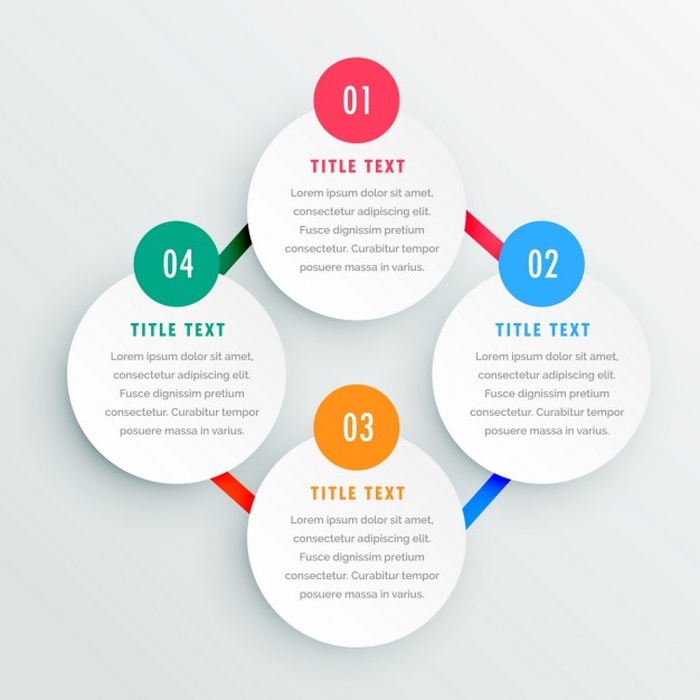 01
TITLE TEXT
Lorem ipsum dolor sit amet,
consectetur adipiscing elit.
Fusce dignissim pretium
consectetur. Curabitur tempor
posuere massa in varius.
02
TITLE TEXT
Lorem ipsum dolor sit amet,
consectetur adipiscing elit.
Fusce dignissim pretium
consectetur. Curabitur tempor
posuere massa in varius.
03
TITLE TEXT
Lorem ipsum dolor sit amet,
consectetur adipiscing elit.
Fusce dignissim pretium
consectetur. Curabitur tempor
posuere massa in varius.
04
TITLE TEXT
Lorem ipsum dolor sit amet,
consectetur adipiscing elit.
Fusce dignissim pretium
consectetur. Curabitur tempor
posuere massa in varius.